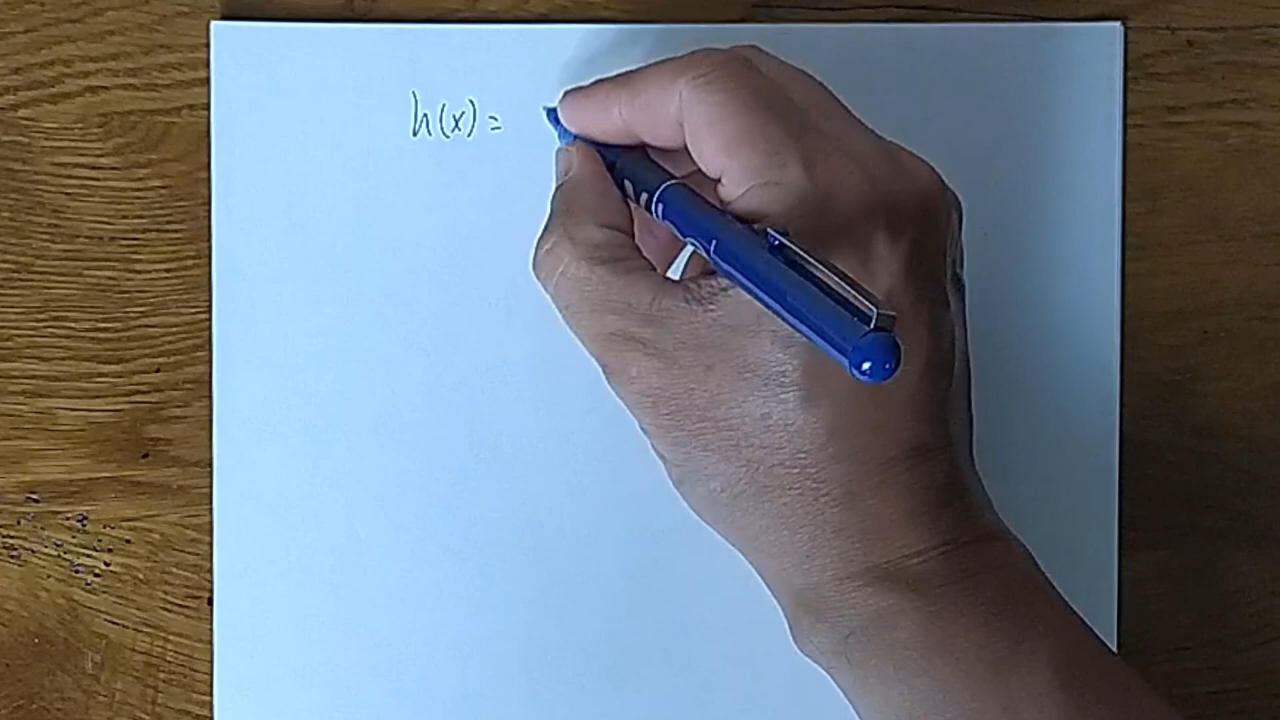 h(x) =